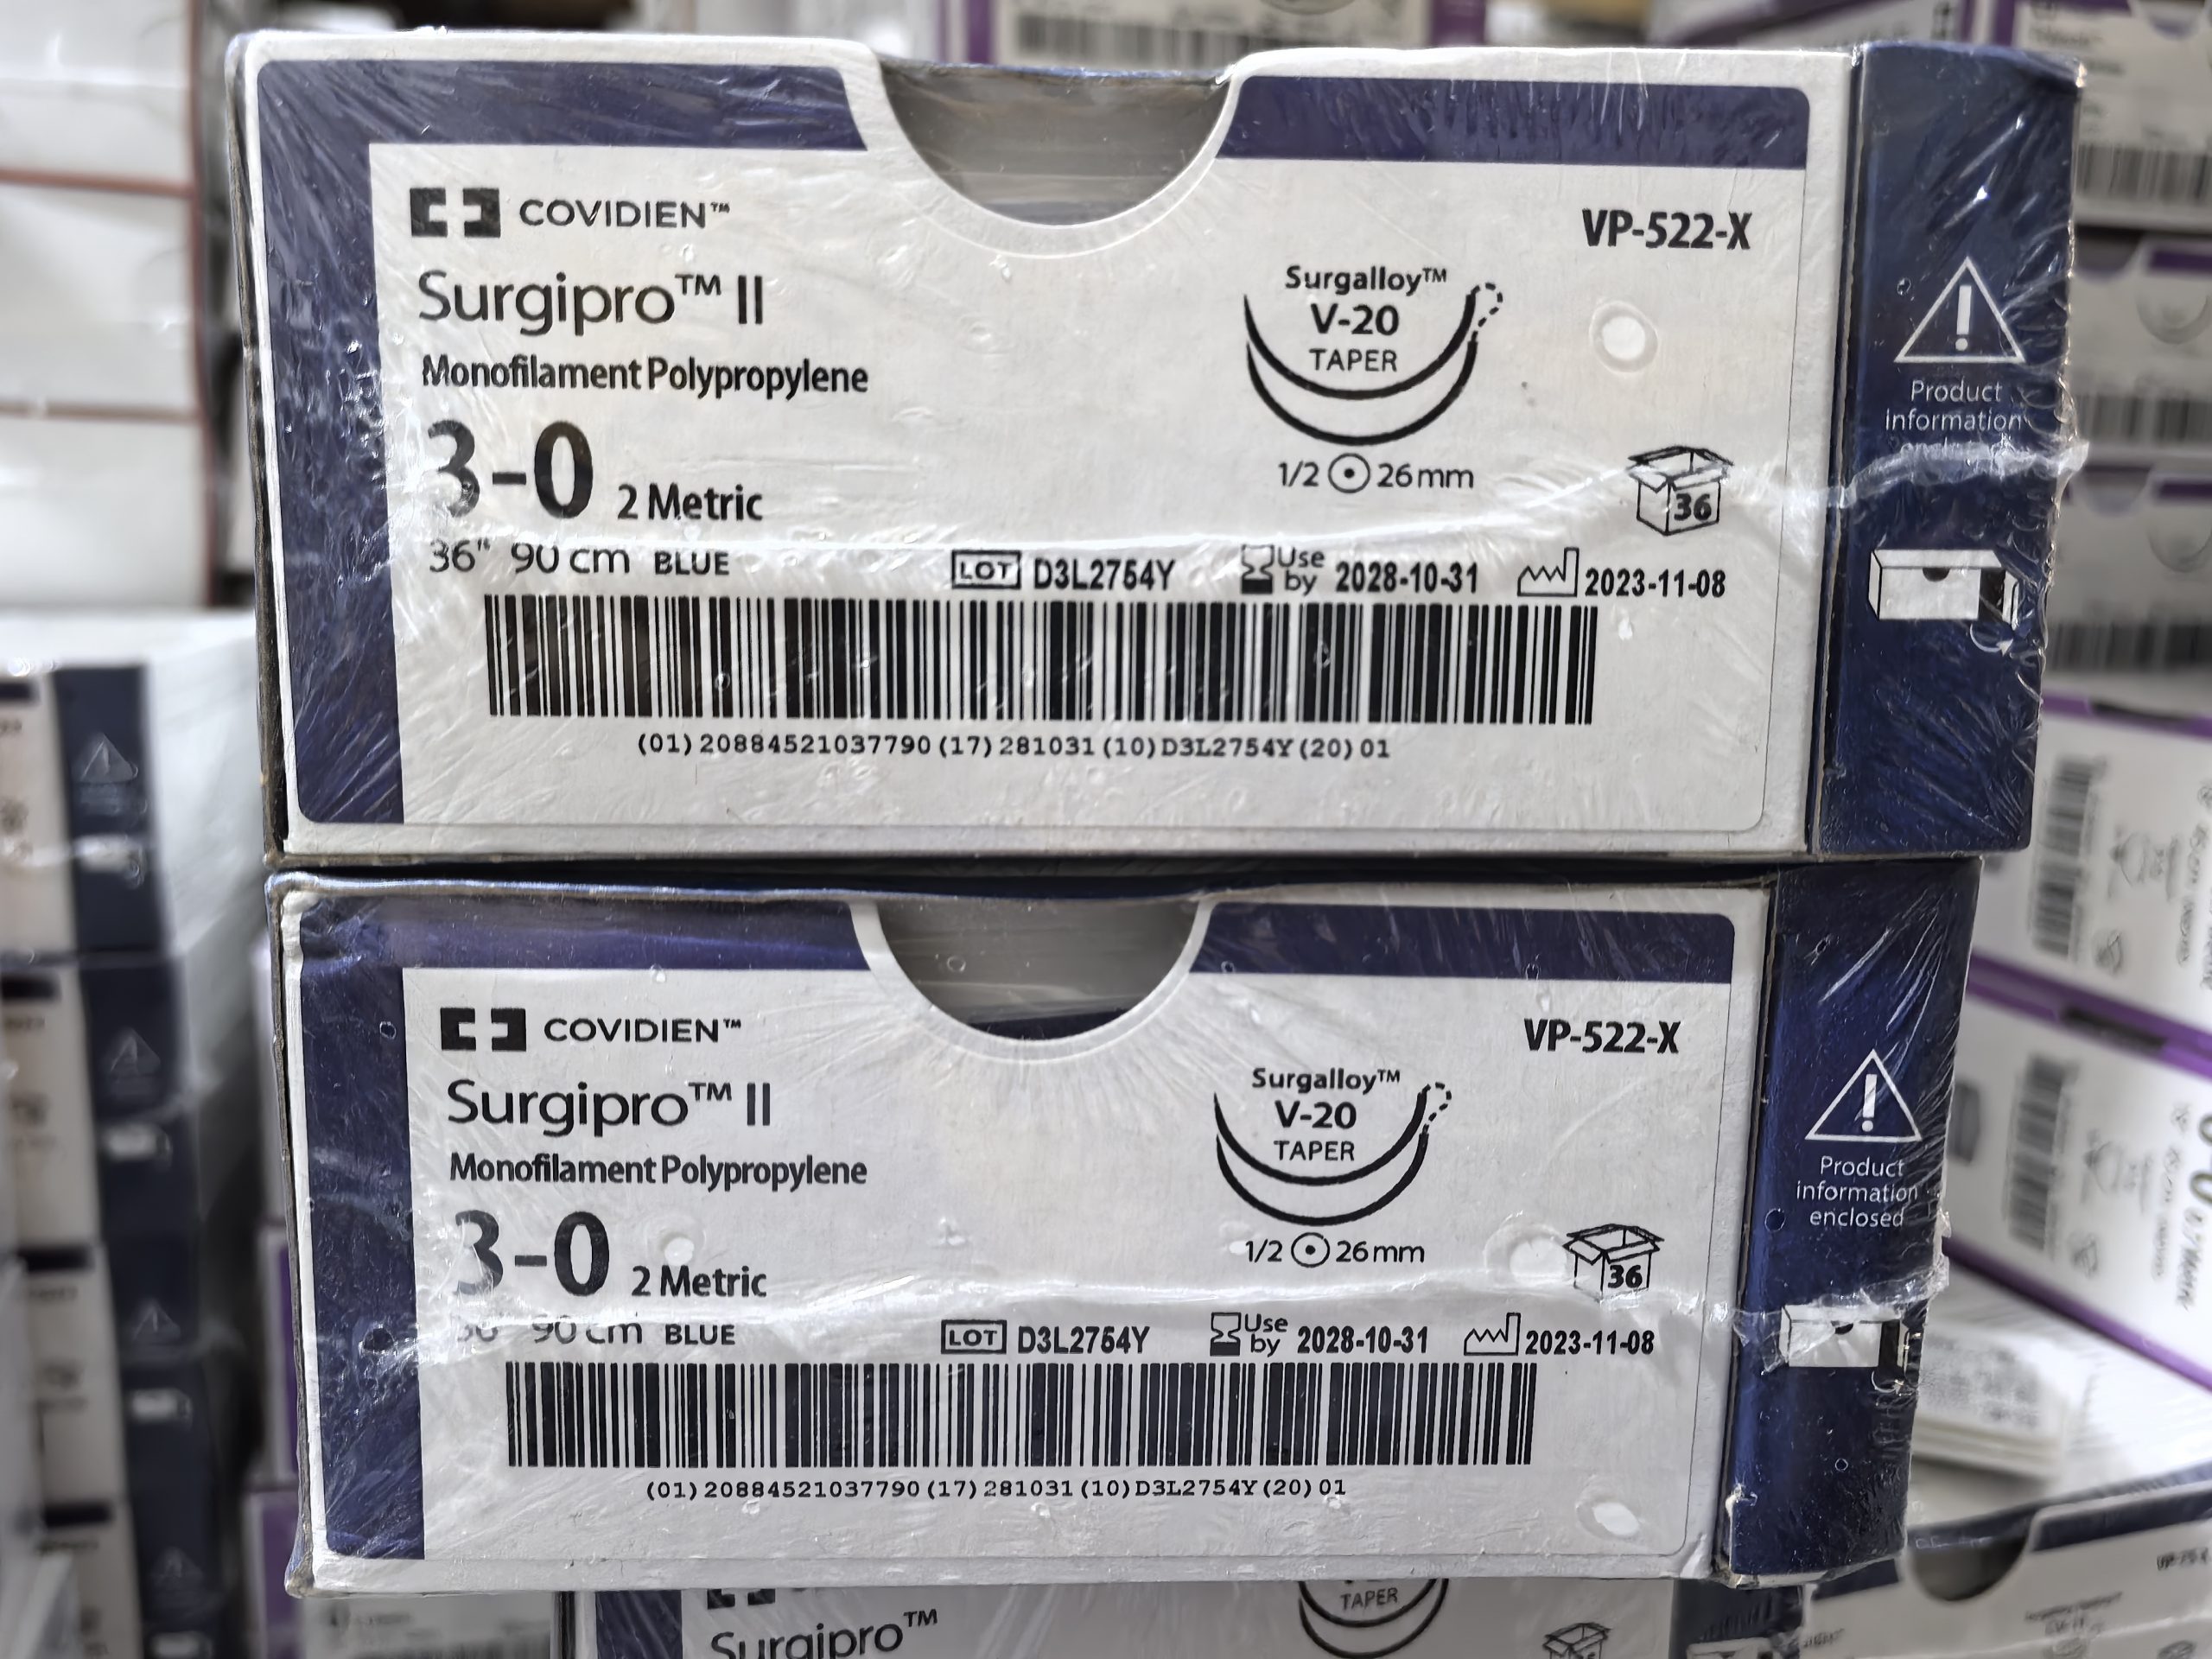 COVIDIEN™
VP-522-X
Surgipro™ II
Surgalloy™
V-20
TAPER
Monofilament Polypropylene
3-0 2 Metric
1/2 26 mm
36
36" 90 cm BLUE
LOT D3L2754Y Use by 2028-10-31 2023-11-08
(01) 20884521037790 (17) 281031 (10) D3L2754Y (20) 01
Product
information
COVIDIEN™
VP-522-X
Surgipro™ II
Surgalloy™
V-20
TAPER
Monofilament Polypropylene
3-0 2 Metric
1/2 26 mm
36
90 cm BLUE
LOT D3L2754Y Use by 2028-10-31 2023-11-08
(01) 20884521037790 (17) 281031 (10) D3L2754Y (20) 01
Product
information
enclosed
Surgipro™
TAPER